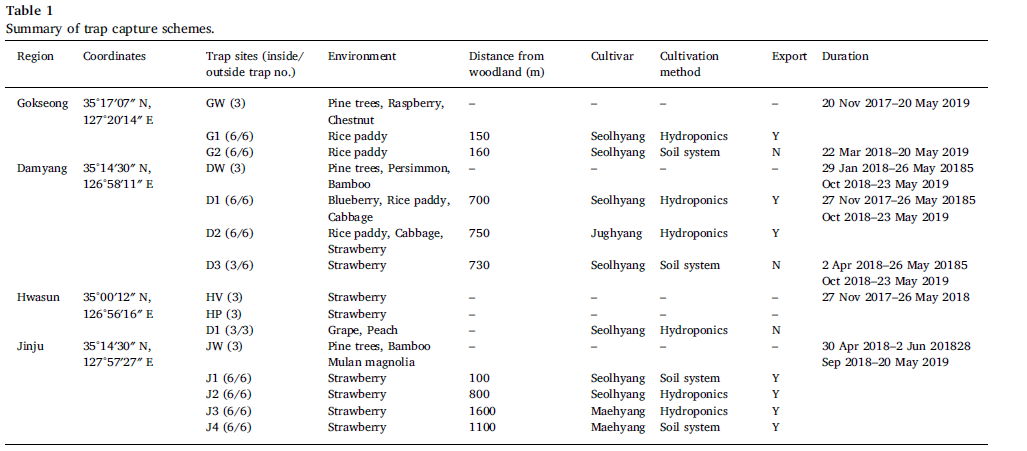 Table 1
Summary of trap capture schemes.
Region Coordinates Trap sites (inside/ Environment Distance from Cultivar Cultivation Export Duration
outside trap no.) woodland (m) method
Gokseong 35°17′07″ N, GW (3) Pine trees, Raspberry, – – – – 20 Nov 2017–20 May 2019
127°20′14″ E Chestnut
G1 (6/6) Rice paddy 150 Seolhyang Hydroponics Y
G2 (6/6) Rice paddy 160 Seolhyang Soil system N 22 Mar 2018–20 May 2019
Damyang 35°14′30″ N, DW (3) Pine trees, Persimmon, – – – – 29 Jan 2018–26 May 20185
126°58′11″ E Bamboo Oct 2018–23 May 2019
D1 (6/6) Blueberry, Rice paddy, 700 Seolhyang Hydroponics Y 27 Nov 2017–26 May 20185
Cabbage Oct 2018–23 May 2019
D2 (6/6) Rice paddy, Cabbage, 750 Jughyang Hydroponics Y
Strawberry
D3 (3/6) Strawberry 730 Seolhyang Soil system N 2 Apr 2018–26 May 20185
Oct 2018–23 May 2019
Hwasun 35°00′12″ N, HV (3) Strawberry – – – – 27 Nov 2017–26 May 2018
126°56′16″ E HP (3) Strawberry – – – –
D1 (3/3) Grape, Peach – Seolhyang Hydroponics N
Jinju 35°14′30″ N, JW (3) Pine trees, Bamboo – – – – 30 Apr 2018–2 Jun 201828
127°57′27″ E Mulan magnolia Sep 2018–20 May 2019
J1 (6/6) Strawberry 100 Seolhyang Soil system Y
J2 (6/6) Strawberry 800 Seolhyang Hydroponics Y
J3 (6/6) Strawberry 1600 Maehyang Hydroponics Y
J4 (6/6) Strawberry 1100 Maehyang Soil system Y